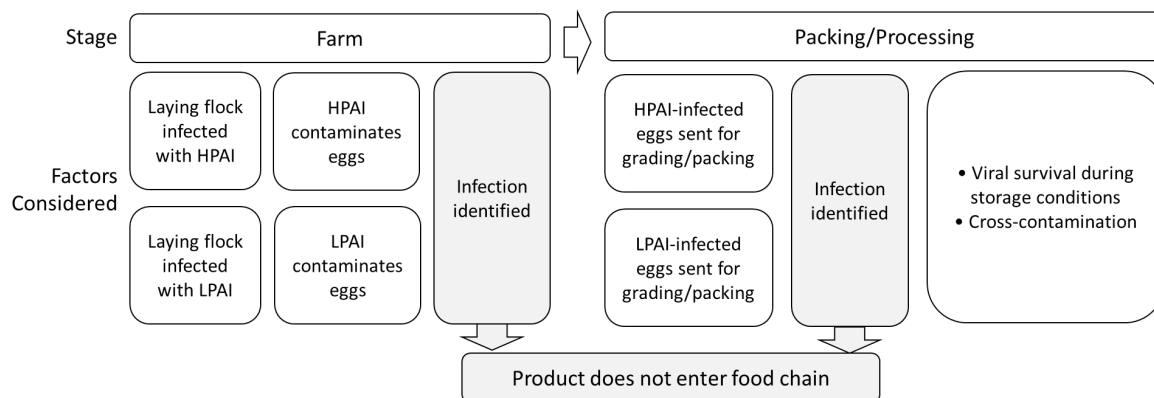 Stage
Farm
Packing/Processing
Factors
Considered
Laying flock
infected
with HPAI
HPAI
contaminates
eggs
Laying flock
infected
with LPAI
LPAI
contaminates
eggs
Infection
identified
HPAI-infected
eggs sent for
grading/packing
LPAI-infected
eggs sent for
grading/packing
Infection
identified
• Viral survival during
storage conditions
• Cross-contamination
Product does not enter food chain